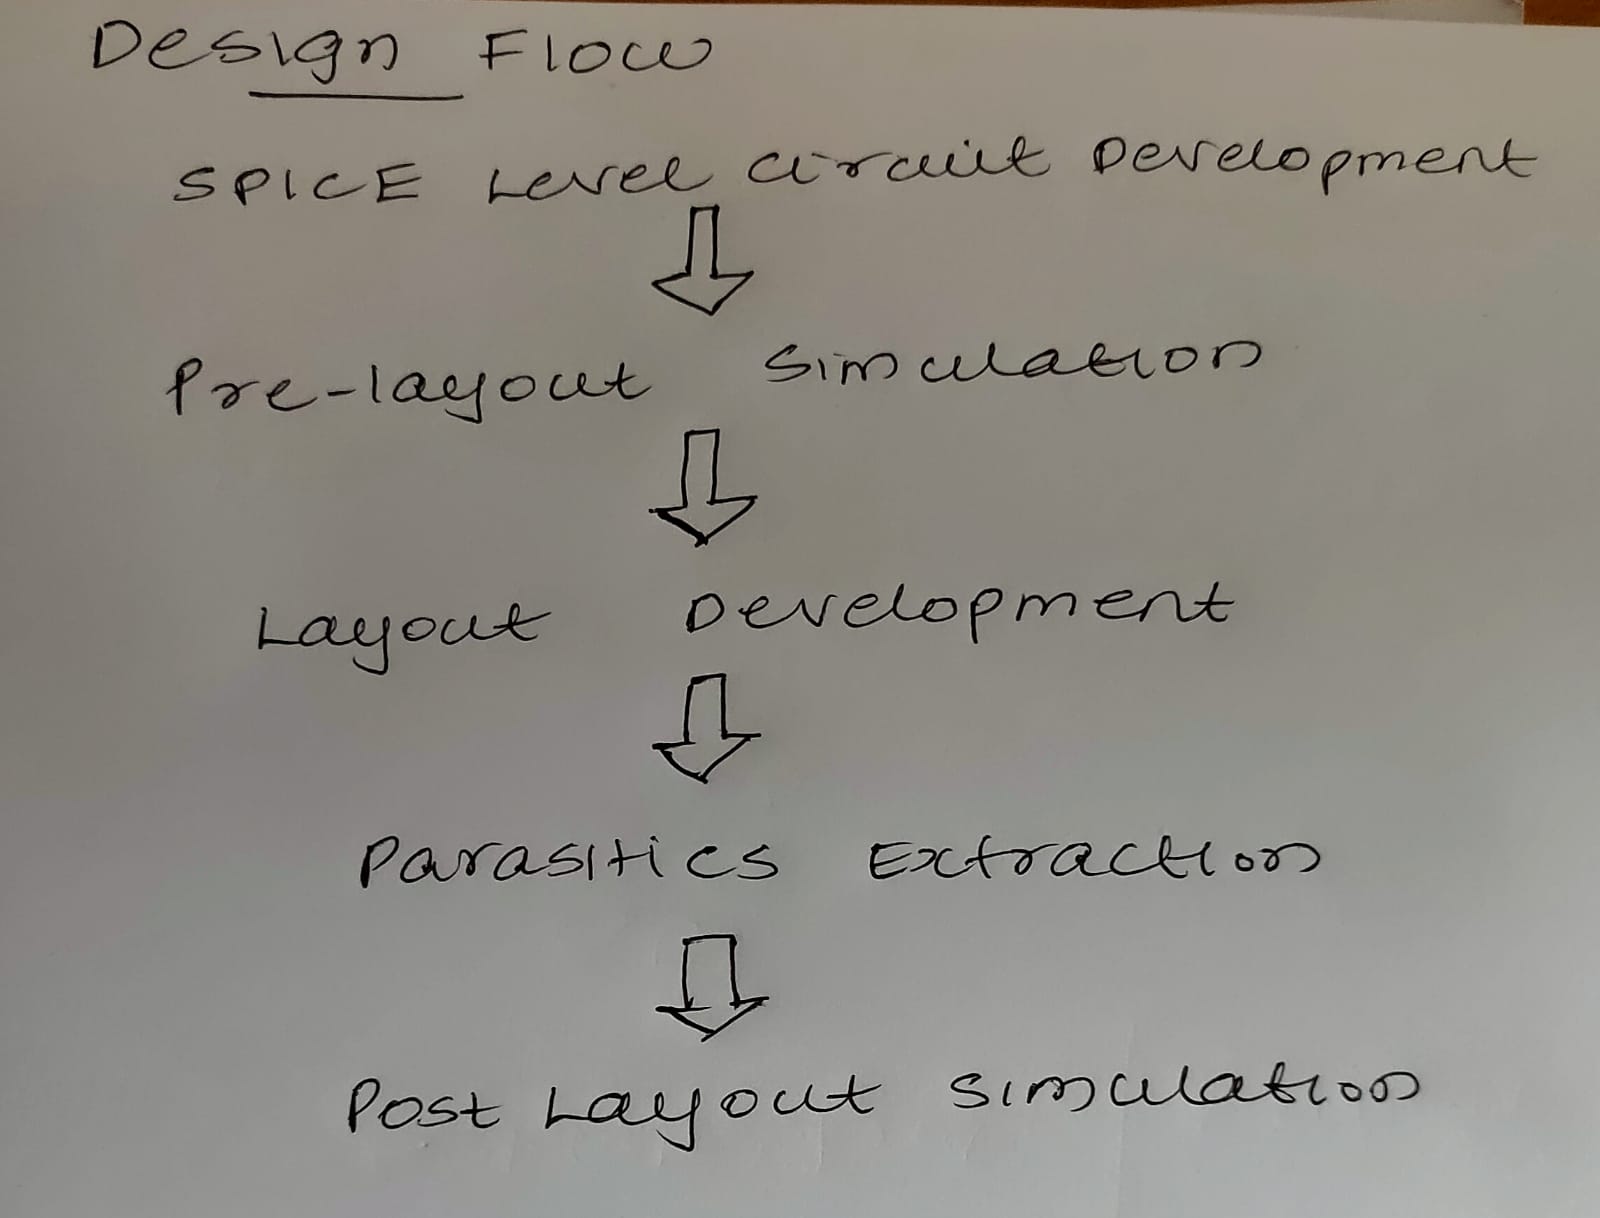 Design Flow
SPICE Level Circuit Development
Pre-layout Simulation
Layout Development
Parasitics Extraction
Post Layout Simulation